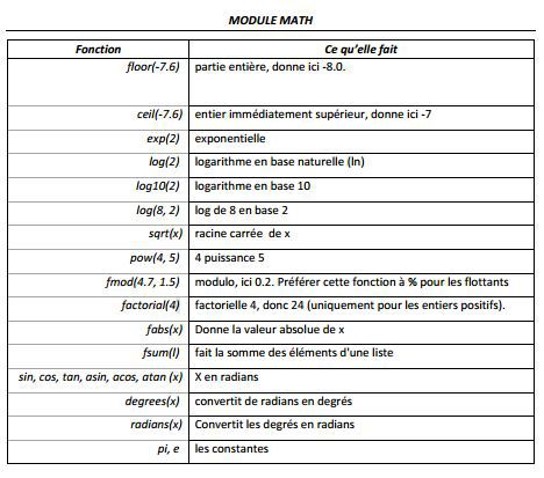 MODULE MATH
Fonction Ce qu'elle fait
floor(-7.6) partie entière, donne ici -8.0.
ceil(-7.6) entier immédiatement supérieur, donne ici -7
exp(2) exponentielle
log(2) logarithme en base naturelle (ln)
log10(2) logarithme en base 10
log(8, 2) log de 8 en base 2
sqrt(x) racine carrée de x
pow(4, 5) 4 puissance 5
fmod(4.7, 1.5) modulo, ici 0.2. Préférer cette fonction à % pour les flottants
factorial(4) factorielle 4, donc 24 (uniquement pour les entiers positifs).
fabs(x) Donne la valeur absolue de x
fsum(l) fait la somme des éléments d'une liste
sin, cos, tan, asin, acos, atan (x) X en radians
degrees(x) convertit de radians en degrés
radians(x) Convertit les degrés en radians
pi, e les constantes